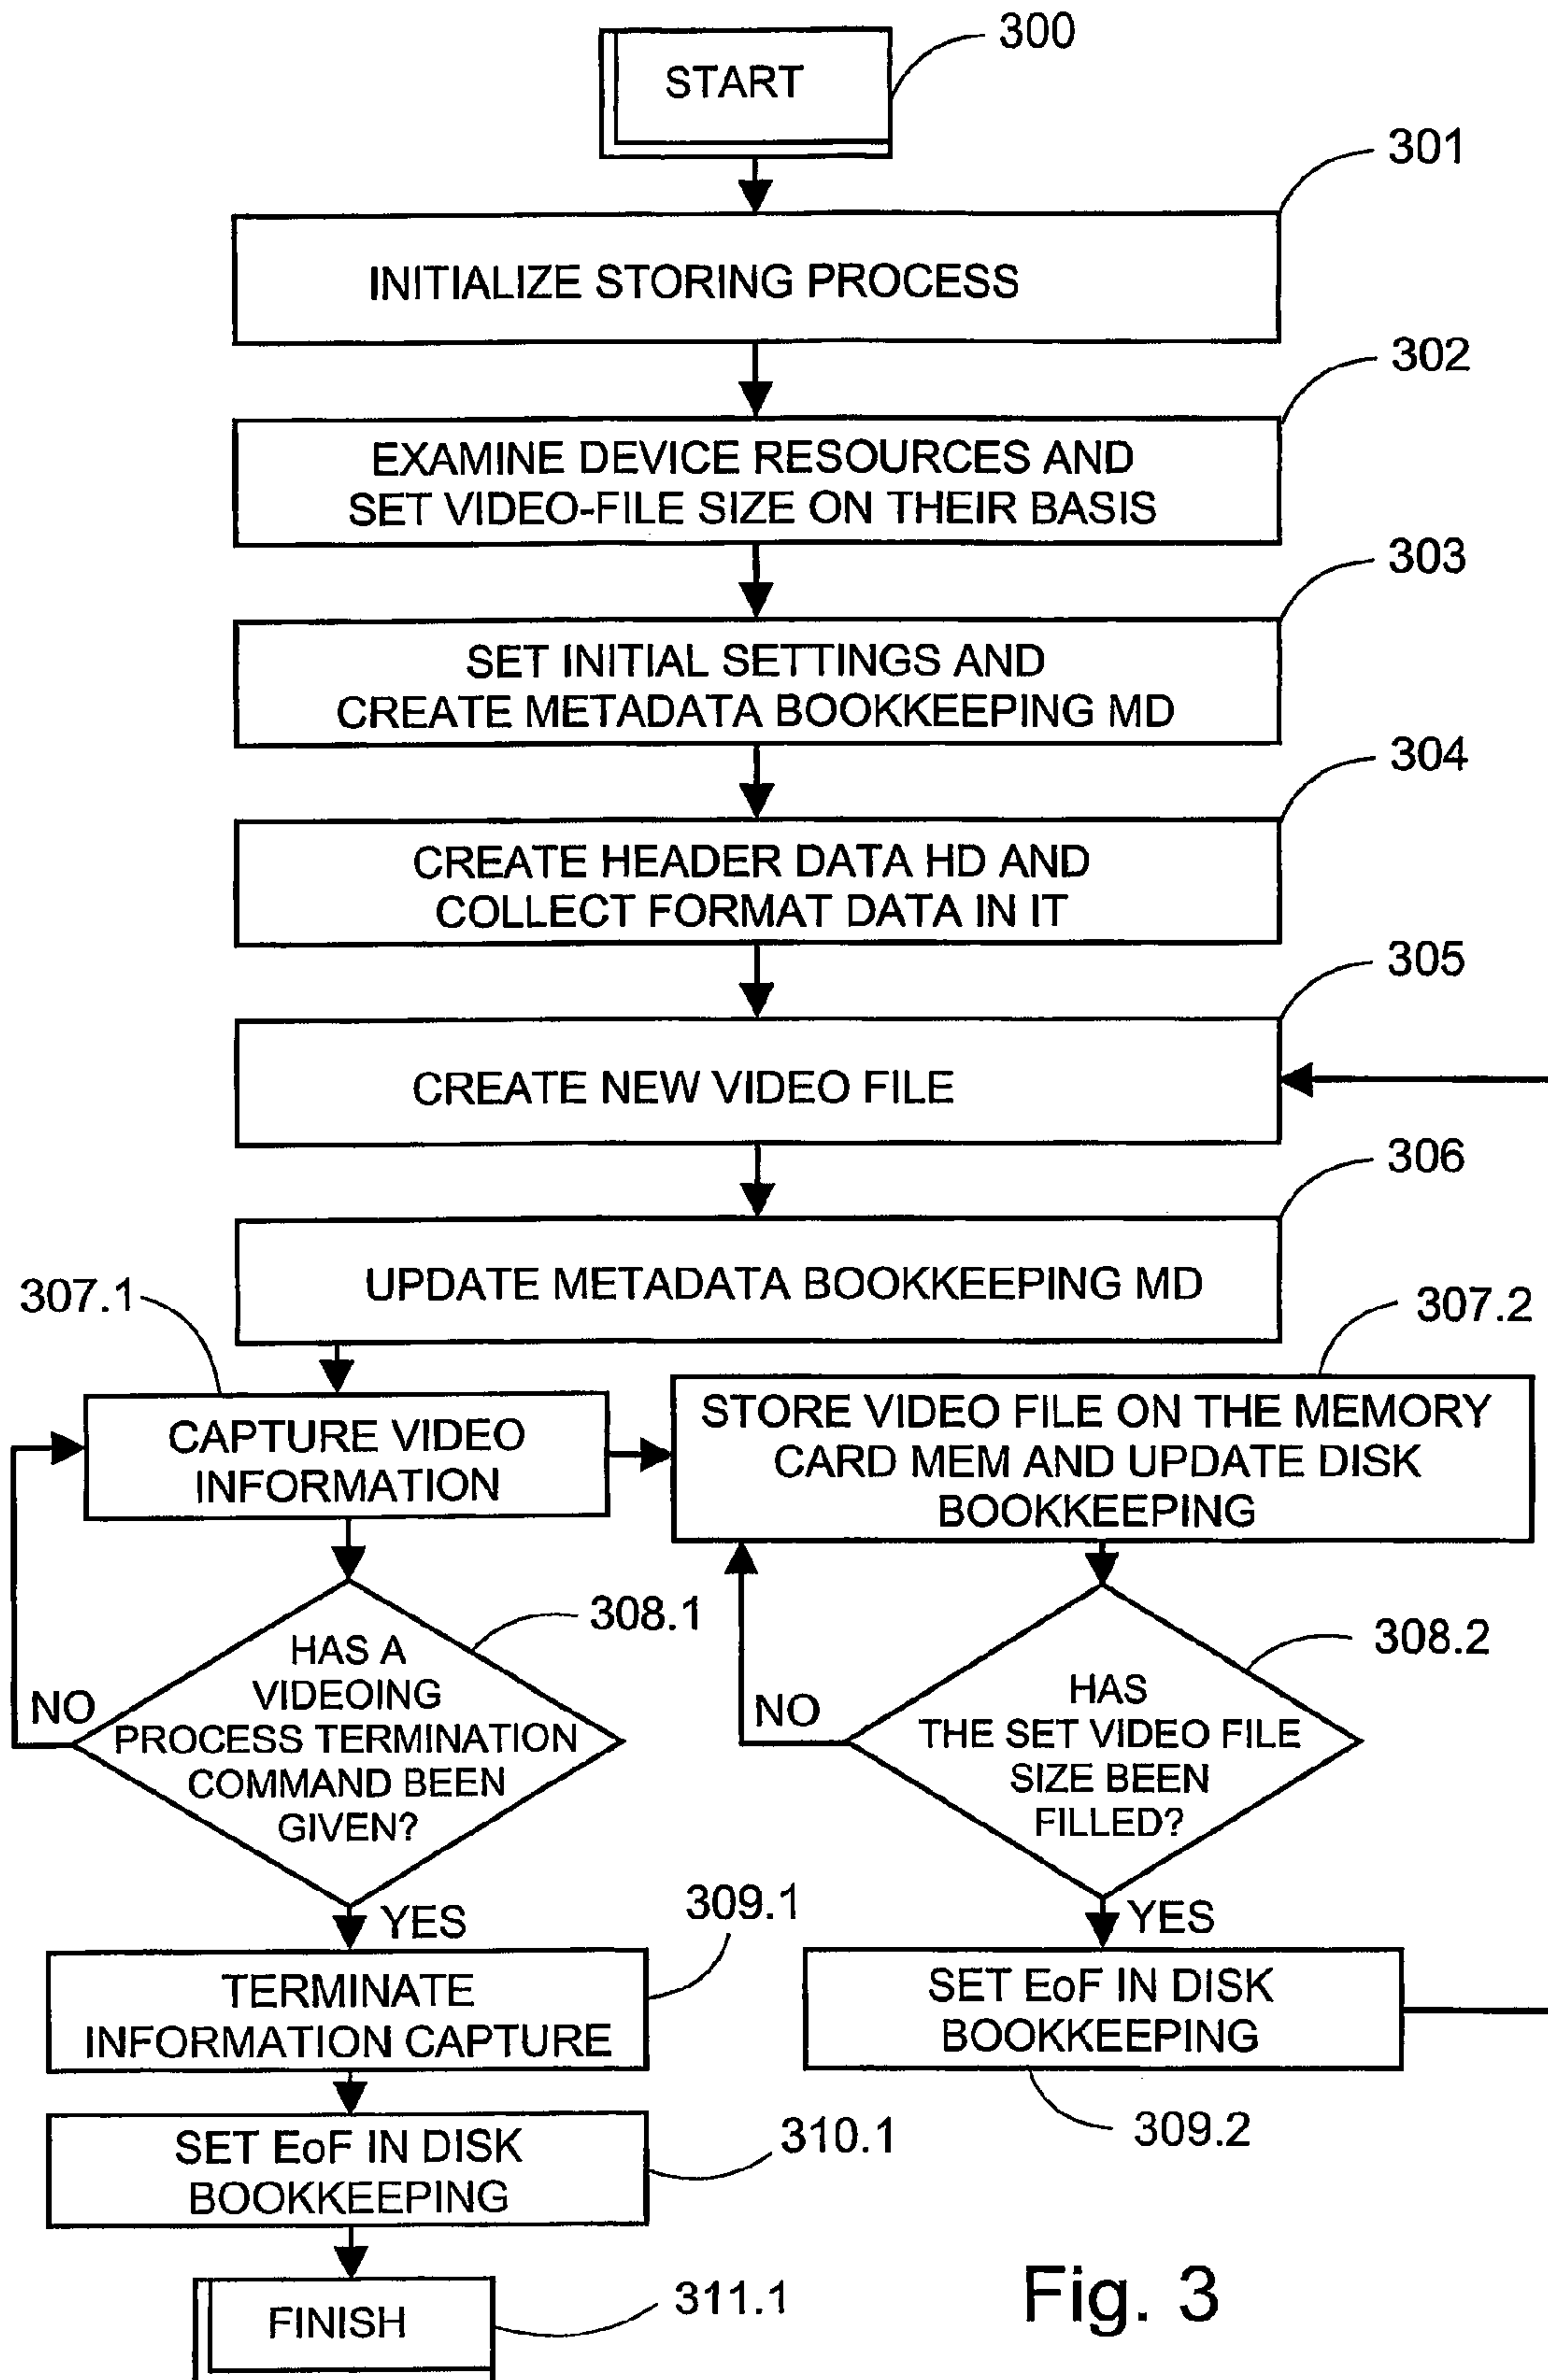 300
START
301
INITIALIZE STORING PROCESS
302
EXAMINE DEVICE RESOURCES AND
SET VIDEO-FILE SIZE ON THEIR BASIS
303
SET INITIAL SETTINGS AND
CREATE METADATA BOOKKEEPING MD
304
CREATE HEADER DATA HD AND
COLLECT FORMAT DATA IN IT
305
CREATE NEW VIDEO FILE
306
UPDATE METADATA BOOKKEEPING MD
307.1
CAPTURE VIDEO
INFORMATION
307.2
STORE VIDEO FILE ON THE MEMORY
CARD MEM AND UPDATE DISK
BOOKKEEPING
308.1
HAS A
VIDEOING
PROCESS TERMINATION
COMMAND BEEN
GIVEN?
NO
YES
308.2
HAS
THE SET VIDEO FILE
SIZE BEEN
FILLED?
NO
YES
309.1
TERMINATE
INFORMATION CAPTURE
SET EoF IN DISK
BOOKKEEPING
309.2
310.1
SET EoF IN DISK
BOOKKEEPING
311.1
FINISH
Fig. 3